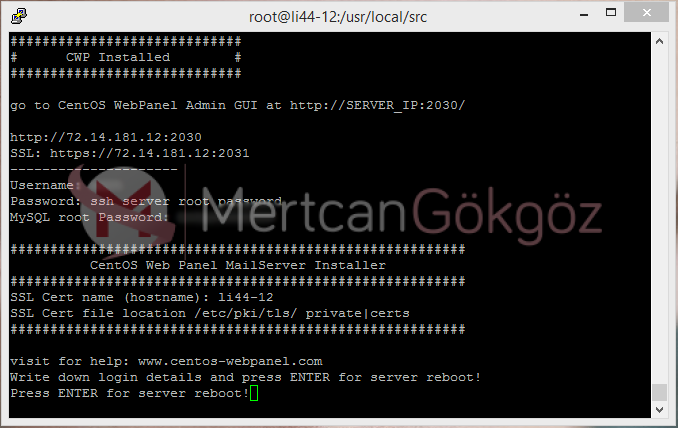 root@li44-12:/usr/local/src
#############################
#      CWP Installed        #
#############################
go to CentOS WebPanel Admin GUI at http://SERVER_IP:2030/
http://72.14.181.12:2030
SSL: https://72.14.181.12:2031
---------------------
Username:
Password: ssh server root password
MySQL root Password:
MertcanGökgöz
#########################################################
          CentOS Web Panel MailServer Installer
#########################################################
SSL Cert name (hostname): li44-12
SSL Cert file location /etc/pki/tls/ private|certs
#########################################################
visit for help: www.centos-webpanel.com
Write down login details and press ENTER for server reboot!
Press ENTER for server reboot!